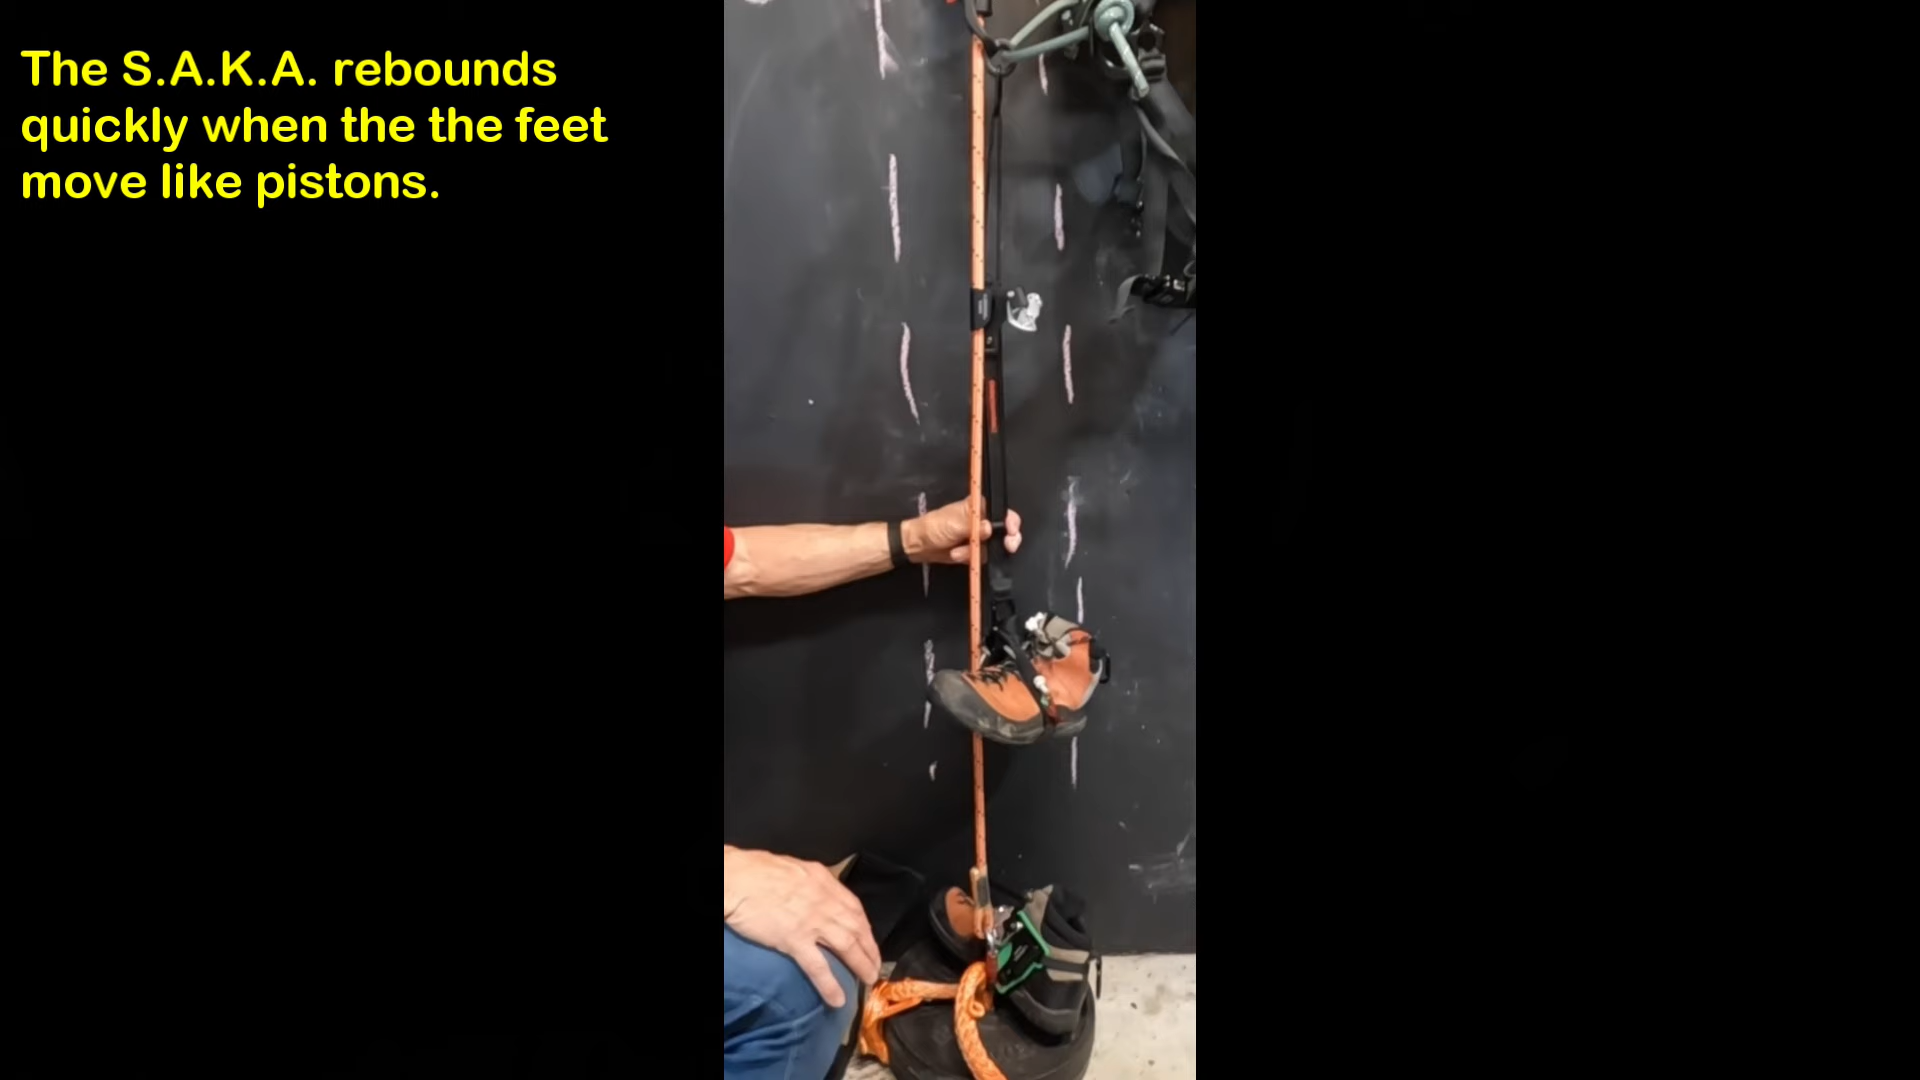 The S.A.K.A. rebounds
quickly when the the feet
move like pistons.